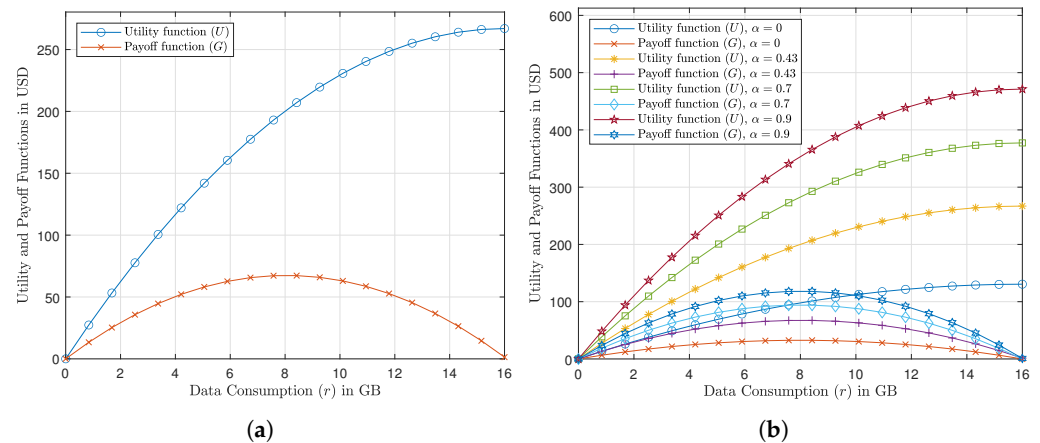 Utility and Payoff Functions in USD
250
200
150
100
50
0
Utility function (U)
Payoff function (G)
0 2 4 6 8 10 12 14 16
Data Consumption (r) in GB
(a)
Utility and Payoff Functions in USD
600
500
400
300
200
100
0
Utility function (U), α = 0
Payoff function (G), α = 0
Utility function (U), α = 0.43
Payoff function (G), α = 0.43
Utility function (U), α = 0.7
Payoff function (G), α = 0.7
Utility function (U), α = 0.9
Payoff function (G), α = 0.9
0 2 4 6 8 10 12 14 16
Data Consumption (r) in GB
(b)